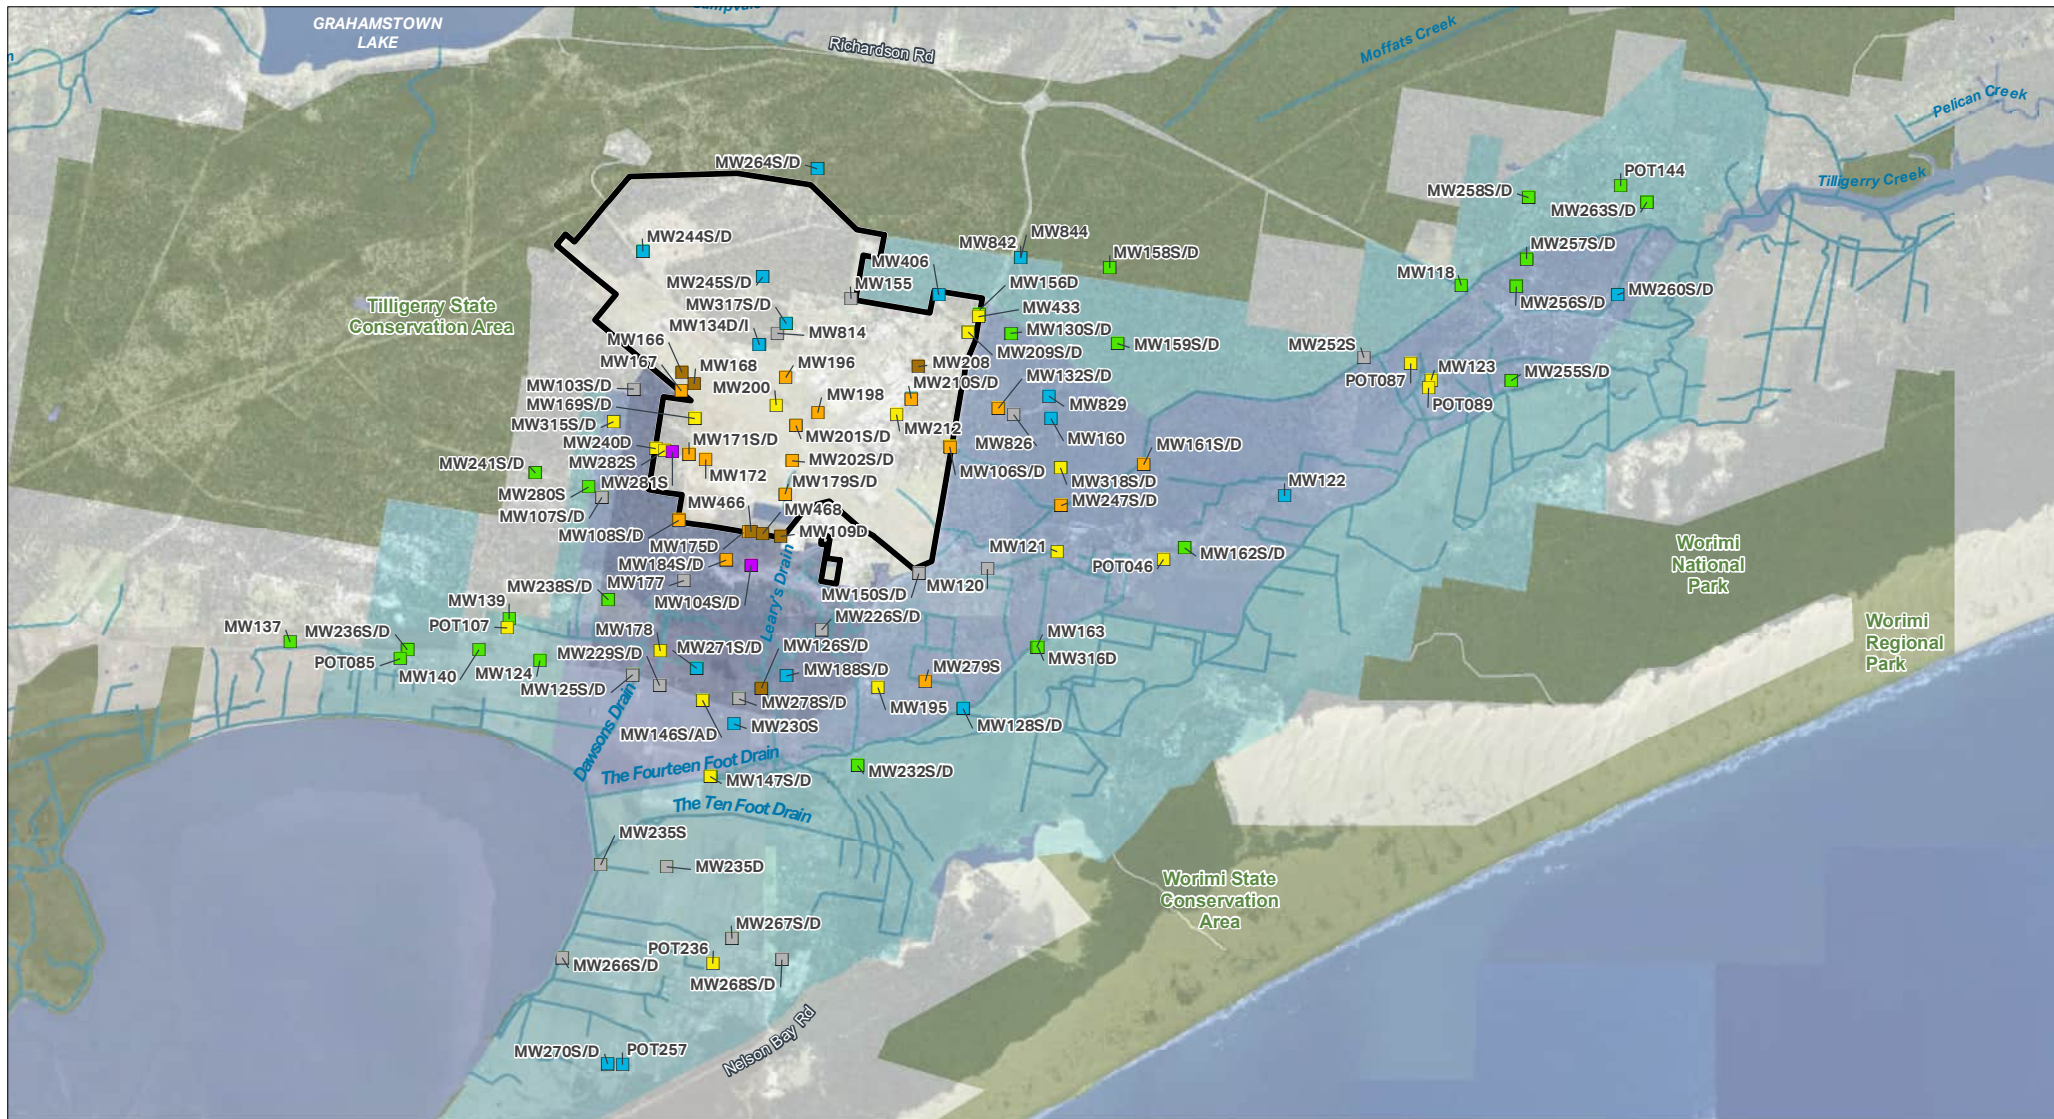 GRAHAMSTOWN
LAKE
Richardson Rd
Moffats Creek
Pelican Creek
Tilligerry Creek
MW264S/D
MW258S/D
POT144
MW263S/D
MW244S/D
MW842
MW844
MW257S/D
MW406
MW158S/D
MW245S/D
MW155
MW156D
MW118
MW260S/D
MW317S/D
MW433
MW256S/D
Tilligerry State
Conservation Area
MW134D/I
MW814
MW130S/D
MW166
MW209S/D
MW159S/D
MW252S
MW167
MW168
MW196
MW208
MW132S/D
POT087
MW123
MW255S/D
MW103S/D
MW200
MW210S/D
MW169S/D
MW198
MW829
POT089
MW315S/D
MW212
MW160
MW240D
MW171S/D
MW201S/D
MW826
MW161S/D
MW241S/D
MW282S
MW202S/D
MW106S/D
MW281S
MW172
MW179S/D
MW318S/D
MW280S
MW122
MW107S/D
MW466
MW468
MW247S/D
MW108S/D
MW109D
MW175D
MW121
MW162S/D
Worimi
National
Park
MW184S/D
POT046
MW238S/D
MW177
MW120
MW104S/D
MW150S/D
Leary's Drain
MW139
MW226S/D
Worimi
Regional
Park
MW137
MW236S/D
POT107
MW178
MW163
POT085
MW271S/D
MW126S/D
MW229S/D
MW188S/D
MW279S
MW316D
MW140
MW124
MW125S/D
MW278S/D
MW195
Dawsons Drain
MW146S/AD
MW230S
MW128S/D
The Fourteen Foot Drain
MW147S/D
MW232S/D
The Ten Foot Drain
MW235S
MW235D
Worimi State
Conservation
Area
MW267S/D
POT236
MW266S/D
MW268S/D
Nelson Bay Rd
MW270S/D
POT257